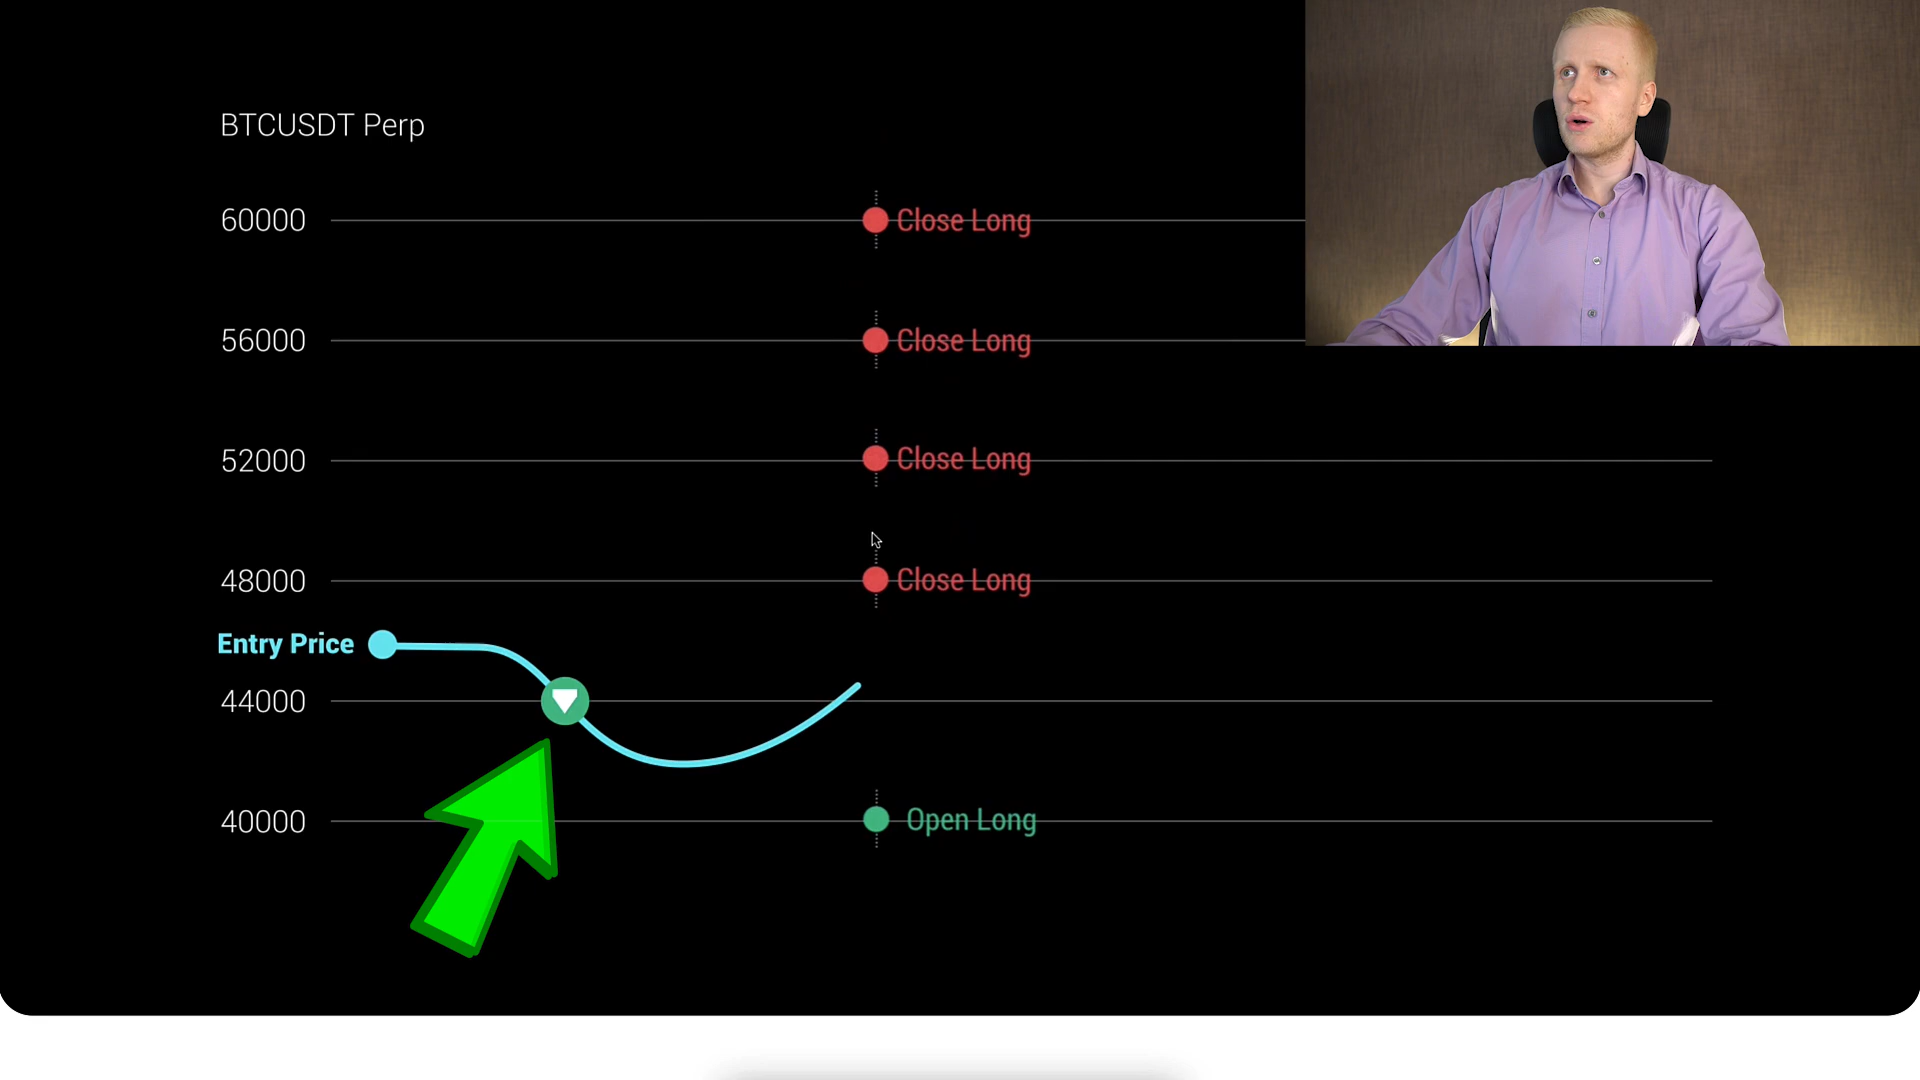 BTCUSDT Perp
60000 Close Long
56000 Close Long
52000 Close Long
48000 Close Long
Entry Price
44000
40000 Open Long